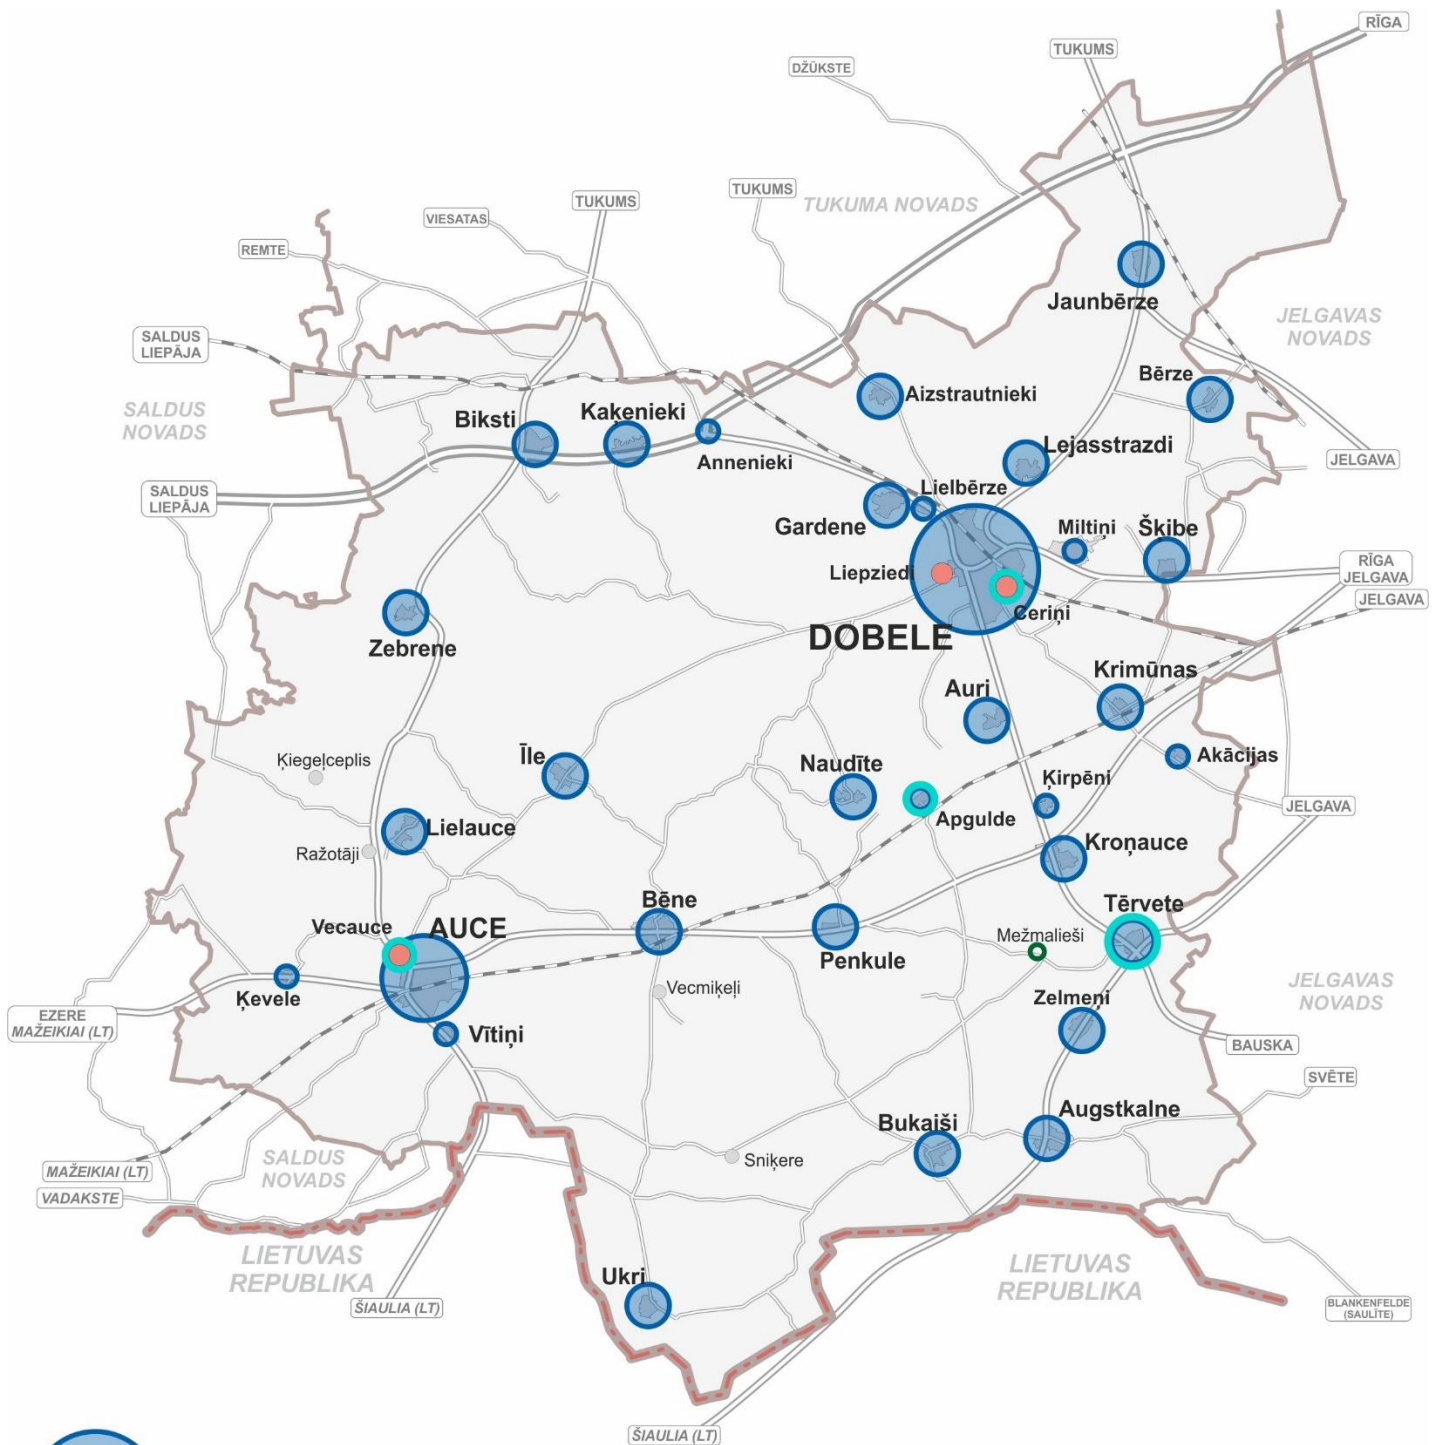 RĪGA
TUKUMS
DŽŪKSTE
TUKUMS
TUKUMS
VIESATAS
REMTE
TUKUMA NOVADS
Jaunbērze
JELGAVAS
NOVADS
SALDUS
LIEPĀJA
Bērze
Aizstrautnieki
SALDUS
NOVADS
Biksti
Kaķenieki
Annenieki
Lejasstrazdi
JELGAVA
SALDUS
LIEPĀJA
Lielbērze
Gardene
Miltiņi
Šķibe
Liepziedi
RĪGA
JELGAVA
JELGAVA
Ceriņi
DOBELE
Zebrene
Krimūnas
Auri
Īle
Naudīte
Akācijas
Ķieģeļceplis
Ķirpēni
JELGAVA
Apgulde
Lielauce
Kroņauce
Ražotāji
Bēne
Tērvete
Vecauce
AUCE
Mežmalieši
Penkule
Ķevele
Vecmiķeļi
Zelmeņi
JELGAVAS
NOVADS
EZERE
MAŽEIKIAI (LT)
Vītiņi
BAUSKA
SVĒTE
Augstkalne
Bukaiši
Sniķere
SALDUS
NOVADS
MAŽEIKIAI (LT)
VADAKSTE
LIETUVAS
REPUBLIKA
LIETUVAS
REPUBLIKA
Ukri
ŠIAULIA (LT)
BLANKENFELDE
(SAULĪTE)
ŠIAULIA (LT)